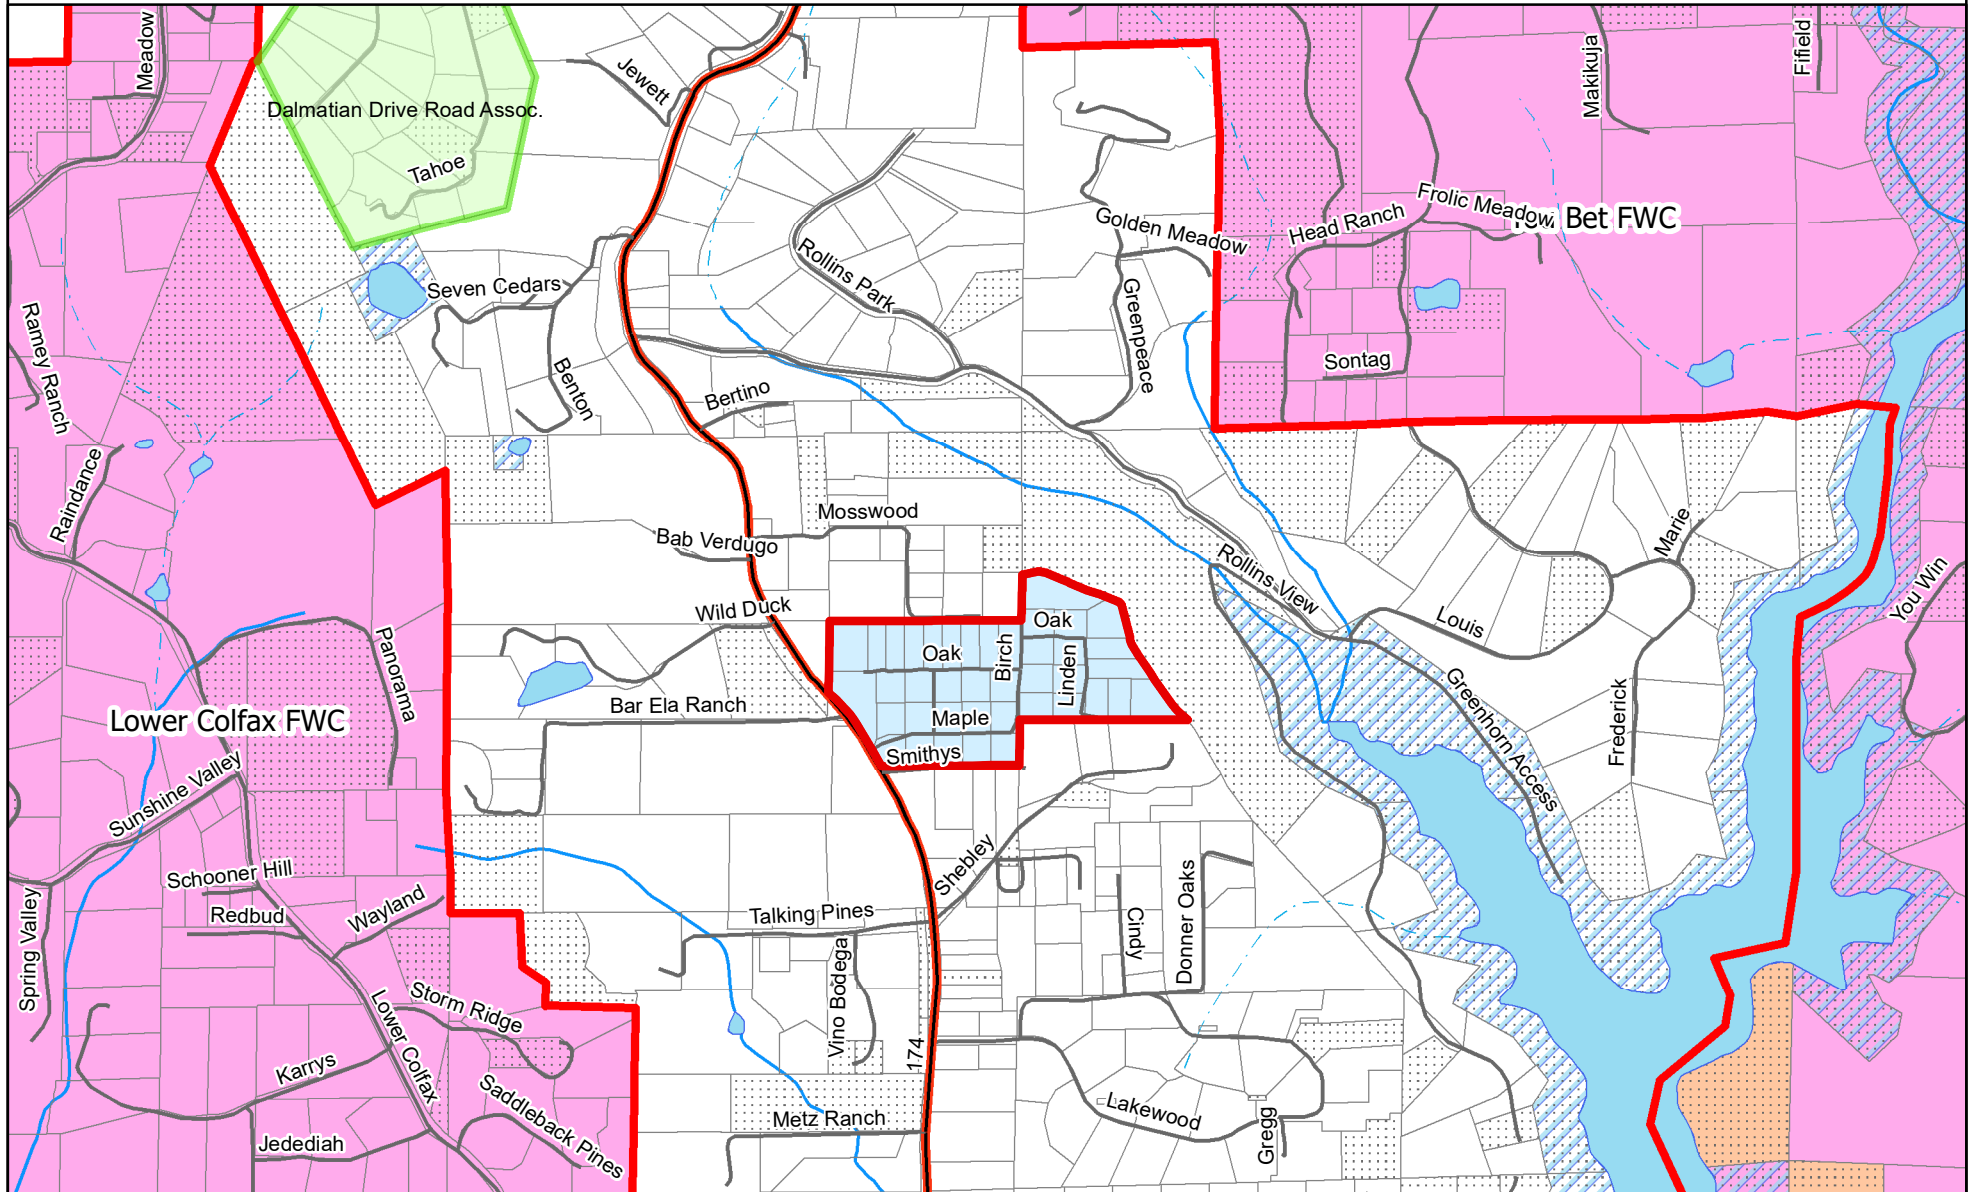 Meadow
Jewett
Makikuja
Fifield
Dalmatian Drive Road Assoc.
Tahoe
Frolic Meadow
Bet FWC
Head Ranch
Golden Meadow
Rollins Park
Seven Cedars
Greenpeace
Ramey Ranch
Benton
Sontag
Bertino
Raindance
Mosswood
Bab Verdugo
Marie
Rollins View
You Win
Wild Duck
Oak
Louis
Oak
Birch
Linden
Panorama
Bar Ela Ranch
Maple
Lower Colfax FWC
Greenhorn Access
Frederick
Smithys
Sunshine Valley
Shebley
Schooner Hill
Redbud
Wayland
Talking Pines
Cindy
Donner Oaks
Spring Valley
Vino Bodega
Storm Ridge
Lower Colfax
174
Karrys
Saddleback Pines
Metz Ranch
Lakewood
Gregg
Jedediah